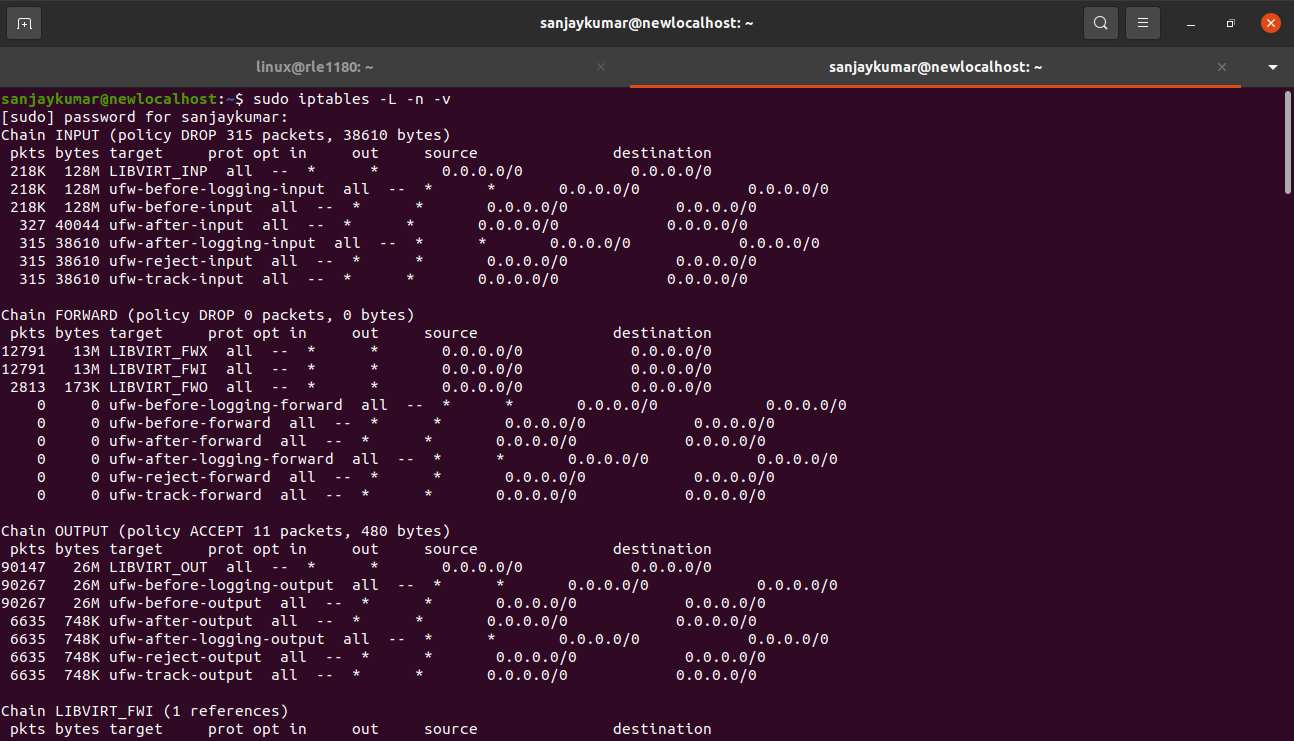 sanjaykumar@newlocalhost: ~
linux@rle1180: ~
sanjaykumar@newlocalhost: ~
sanjaykumar@newlocalhost:~$ sudo iptables -L -n -v
[sudo] password for sanjaykumar:
Chain INPUT (policy DROP 315 packets, 38610 bytes)
 pkts bytes target     prot opt in     out     source               destination
 218K  128M LIBVIRT_INP  all  --  *      *       0.0.0.0/0            0.0.0.0/0
 218K  128M ufw-before-logging-input  all  --  *      *       0.0.0.0/0            0.0.0.0/0
 218K  128M ufw-before-input  all  --  *      *       0.0.0.0/0            0.0.0.0/0
  327 40044 ufw-after-input  all  --  *      *       0.0.0.0/0            0.0.0.0/0
  315 38610 ufw-after-logging-input  all  --  *      *       0.0.0.0/0            0.0.0.0/0
  315 38610 ufw-reject-input  all  --  *      *       0.0.0.0/0            0.0.0.0/0
  315 38610 ufw-track-input  all  --  *      *       0.0.0.0/0            0.0.0.0/0
Chain FORWARD (policy DROP 0 packets, 0 bytes)
 pkts bytes target     prot opt in     out     source               destination
12791   13M LIBVIRT_FWX  all  --  *      *       0.0.0.0/0            0.0.0.0/0
12791   13M LIBVIRT_FWI  all  --  *      *       0.0.0.0/0            0.0.0.0/0
 2813  173K LIBVIRT_FWO  all  --  *      *       0.0.0.0/0            0.0.0.0/0
    0     0 ufw-before-logging-forward  all  --  *      *       0.0.0.0/0            0.0.0.0/0
    0     0 ufw-before-forward  all  --  *      *       0.0.0.0/0            0.0.0.0/0
    0     0 ufw-after-forward  all  --  *      *       0.0.0.0/0            0.0.0.0/0
    0     0 ufw-after-logging-forward  all  --  *      *       0.0.0.0/0            0.0.0.0/0
    0     0 ufw-reject-forward  all  --  *      *       0.0.0.0/0            0.0.0.0/0
    0     0 ufw-track-forward  all  --  *      *       0.0.0.0/0            0.0.0.0/0
Chain OUTPUT (policy ACCEPT 11 packets, 480 bytes)
 pkts bytes target     prot opt in     out     source               destination
90147   26M LIBVIRT_OUT  all  --  *      *       0.0.0.0/0            0.0.0.0/0
90267   26M ufw-before-logging-output  all  --  *      *       0.0.0.0/0            0.0.0.0/0
90267   26M ufw-before-output  all  --  *      *       0.0.0.0/0            0.0.0.0/0
 6635  748K ufw-after-output  all  --  *      *       0.0.0.0/0            0.0.0.0/0
 6635  748K ufw-after-logging-output  all  --  *      *       0.0.0.0/0            0.0.0.0/0
 6635  748K ufw-reject-output  all  --  *      *       0.0.0.0/0            0.0.0.0/0
 6635  748K ufw-track-output  all  --  *      *       0.0.0.0/0            0.0.0.0/0
Chain LIBVIRT_FWI (1 references)
 pkts bytes target     prot opt in     out     source               destination